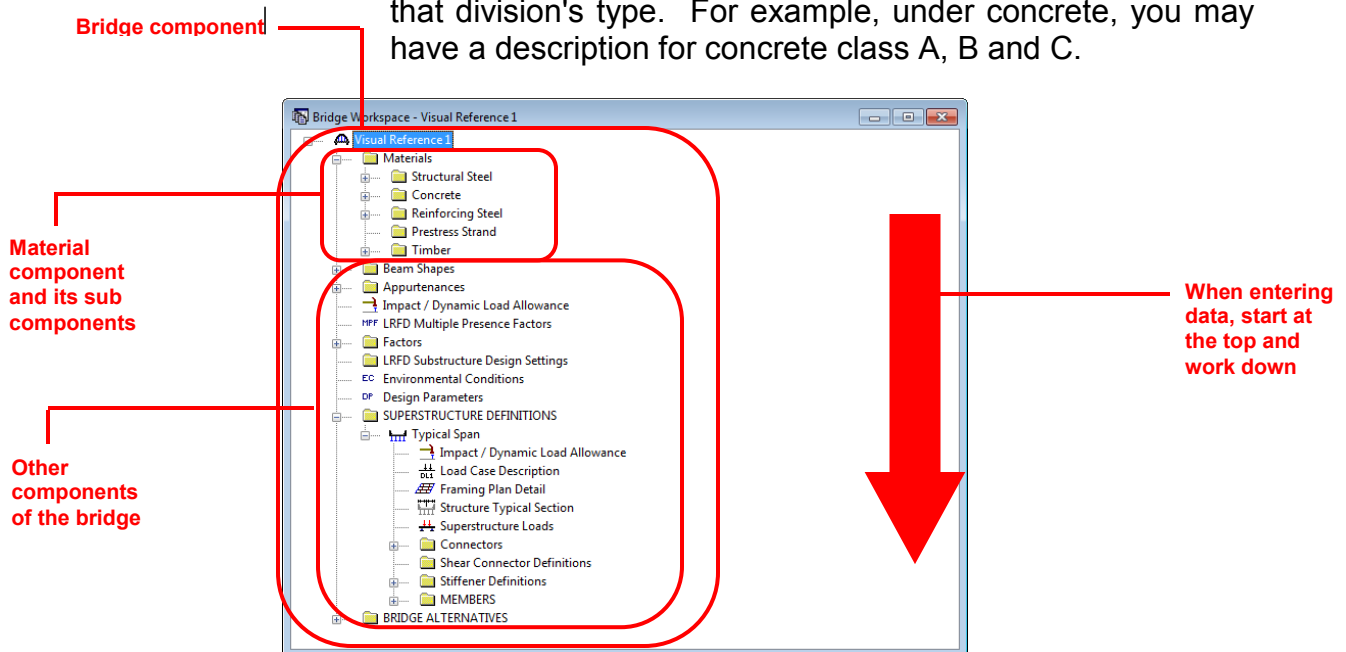 that division's type. For example, under concrete, you may
have a description for concrete class A, B and C.
Bridge component
Bridge Workspace - Visual Reference 1
Visual Reference 1
Materials
Structural Steel
Concrete
Reinforcing Steel
Prestress Strand
Timber
Beam Shapes
Appurtenances
Impact / Dynamic Load Allowance
MPF LRFD Multiple Presence Factors
Factors
LRFD Substructure Design Settings
EC Environmental Conditions
DP Design Parameters
SUPERSTRUCTURE DEFINITIONS
Typical Span
Impact / Dynamic Load Allowance
DL1 Load Case Description
Framing Plan Detail
Structure Typical Section
Superstructure Loads
Connectors
Shear Connector Definitions
Stiffener Definitions
MEMBERS
BRIDGE ALTERNATIVES
Material
component
and its sub
components
Other
components
of the bridge
When entering
data, start at
the top and
work down